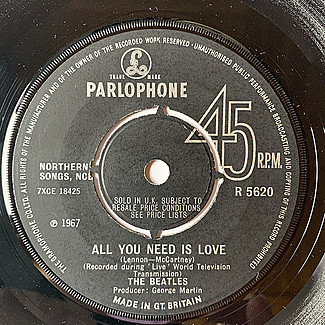 THE GRAMOPHONE CO. LTD. ALL RIGHTS OF THE MANUFACTURER AND OF THE OWNER OF THE RECORDED WORK RESERVED · UNAUTHORISED PUBLIC PERFORMANCE BROADCASTING AND COPYING OF THIS RECORD PROHIBITED
£
TRADE MARK
PARLOPHONE
45
R.P.M.
NORTHERN
SONGS, NCB
7XCE 18425
R 5620
SOLD IN U.K. SUBJECT TO
RESALE PRICE CONDITIONS
SEE PRICE LISTS
℗ 1967
ALL YOU NEED IS LOVE
(Lennon—McCartney)
(Recorded during 'Live' World Television
Transmission)
THE BEATLES
Producer: George Martin
MADE IN GT. BRITAIN